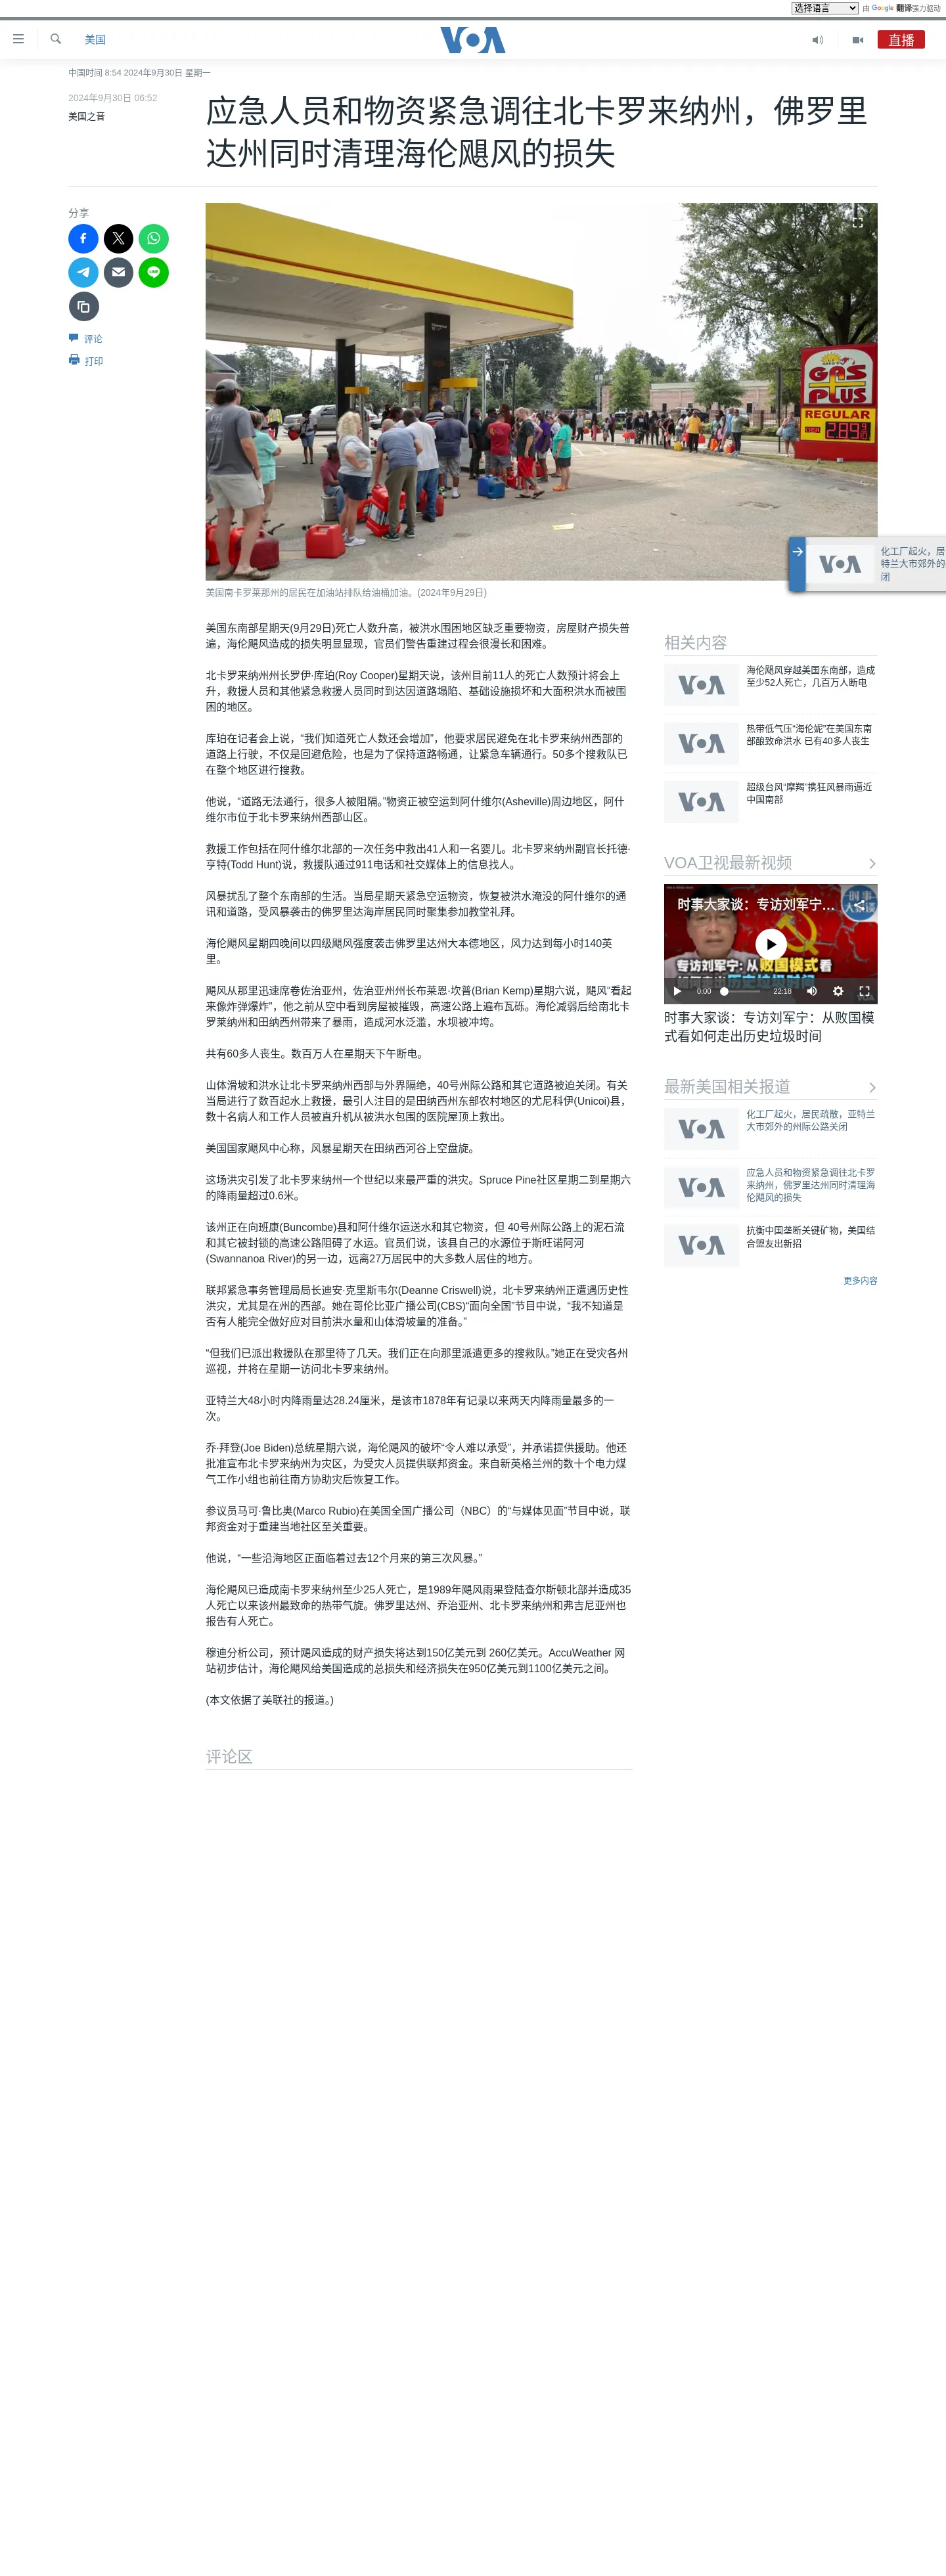 选择语言 由 Google 翻译强力驱动
美国
VOA
直播
中国时间 8:54 2024年9月30日 星期一
2024年9月30日 06:52
美国之音
应急人员和物资紧急调往北卡罗来纳州，佛罗里
达州同时清理海伦飓风的损失
分享
评论
打印
GAS
PLUS
REGULAR
2.89
化工厂起火，居
特兰大市郊外的
闭
美国南卡罗莱那州的居民在加油站排队给油桶加油。(2024年9月29日)
美国东南部星期天(9月29日)死亡人数升高，被洪水围困地区缺乏重要物资，房屋财产损失普
遍，海伦飓风造成的损失明显显现，官员们警告重建过程会很漫长和困难。
北卡罗来纳州州长罗伊·库珀(Roy Cooper)星期天说，该州目前11人的死亡人数预计将会上
升，救援人员和其他紧急救援人员同时到达因道路塌陷、基础设施损坏和大面积洪水而被围
困的地区。
库珀在记者会上说，“我们知道死亡人数还会增加”，他要求居民避免在北卡罗来纳州西部的
道路上行驶，不仅是回避危险，也是为了保持道路畅通，让紧急车辆通行。50多个搜救队已
在整个地区进行搜救。
他说，“道路无法通行，很多人被阻隔。”物资正被空运到阿什维尔(Asheville)周边地区，阿什
维尔市位于北卡罗来纳州西部山区。
救援工作包括在阿什维尔北部的一次任务中救出41人和一名婴儿。北卡罗来纳州副官长托德·
亨特(Todd Hunt)说，救援队通过911电话和社交媒体上的信息找人。
风暴扰乱了整个东南部的生活。当局星期天紧急空运物资，恢复被洪水淹没的阿什维尔的通
讯和道路，受风暴袭击的佛罗里达海岸居民同时聚集参加教堂礼拜。
海伦飓风星期四晚间以四级飓风强度袭击佛罗里达州大本德地区，风力达到每小时140英
里。
飓风从那里迅速席卷佐治亚州，佐治亚州州长布莱恩·坎普(Brian Kemp)星期六说，飓风“看起
来像炸弹爆炸”，他之前从空中看到房屋被摧毁，高速公路上遍布瓦砾。海伦减弱后给南北卡
罗莱纳州和田纳西州带来了暴雨，造成河水泛滥，水坝被冲垮。
共有60多人丧生。数百万人在星期天下午断电。
山体滑坡和洪水让北卡罗来纳州西部与外界隔绝，40号州际公路和其它道路被迫关闭。有关
当局进行了数百起水上救援，最引人注目的是田纳西州东部农村地区的尤尼科伊(Unicoi)县，
数十名病人和工作人员被直升机从被洪水包围的医院屋顶上救出。
美国国家飓风中心称，风暴星期天在田纳西河谷上空盘旋。
这场洪灾引发了北卡罗来纳州一个世纪以来最严重的洪灾。Spruce Pine社区星期二到星期六
的降雨量超过0.6米。
该州正在向班康(Buncombe)县和阿什维尔运送水和其它物资，但 40号州际公路上的泥石流
和其它被封锁的高速公路阻碍了水运。官员们说，该县自己的水源位于斯旺诺阿河
(Swannanoa River)的另一边，远离27万居民中的大多数人居住的地方。
联邦紧急事务管理局局长迪安·克里斯韦尔(Deanne Criswell)说，北卡罗来纳州正遭遇历史性
洪灾，尤其是在州的西部。她在哥伦比亚广播公司(CBS)“面向全国”节目中说，“我不知道是
否有人能完全做好应对目前洪水量和山体滑坡量的准备。”
“但我们已派出救援队在那里待了几天。我们正在向那里派遣更多的搜救队。”她正在受灾各州
巡视，并将在星期一访问北卡罗来纳州。
亚特兰大48小时内降雨量达28.24厘米，是该市1878年有记录以来两天内降雨量最多的一
次。
乔·拜登(Joe Biden)总统星期六说，海伦飓风的破坏“令人难以承受”，并承诺提供援助。他还
批准宣布北卡罗来纳州为灾区，为受灾人员提供联邦资金。来自新英格兰州的数十个电力煤
气工作小组也前往南方协助灾后恢复工作。
参议员马可·鲁比奥(Marco Rubio)在美国全国广播公司（NBC）的“与媒体见面”节目中说，联
邦资金对于重建当地社区至关重要。
他说，“一些沿海地区正面临着过去12个月来的第三次风暴。”
海伦飓风已造成南卡罗来纳州至少25人死亡，是1989年飓风雨果登陆查尔斯顿北部并造成35
人死亡以来该州最致命的热带气旋。佛罗里达州、乔治亚州、北卡罗来纳州和弗吉尼亚州也
报告有人死亡。
穆迪分析公司，预计飓风造成的财产损失将达到150亿美元到 260亿美元。AccuWeather 网
站初步估计，海伦飓风给美国造成的总损失和经济损失在950亿美元到1100亿美元之间。
(本文依据了美联社的报道。)
评论区
相关内容
VOA
海伦飓风穿越美国东南部，造成
至少52人死亡，几百万人断电
VOA
热带低气压“海伦妮”在美国东南
部酿致命洪水 已有40多人丧生
VOA
超级台风“摩羯”携狂风暴雨逼近
中国南部
VOA卫视最新视频
时事大家谈：专访刘军宁...
时事
大家谈
专访刘军宁: 从败国模式看
如何走出历史垃圾时间
0:00 22:18
时事大家谈：专访刘军宁：从败国模
式看如何走出历史垃圾时间
最新美国相关报道
VOA
化工厂起火，居民疏散，亚特兰
大市郊外的州际公路关闭
VOA
应急人员和物资紧急调往北卡罗
来纳州，佛罗里达州同时清理海
伦飓风的损失
VOA
抗衡中国垄断关键矿物，美国结
合盟友出新招
更多内容